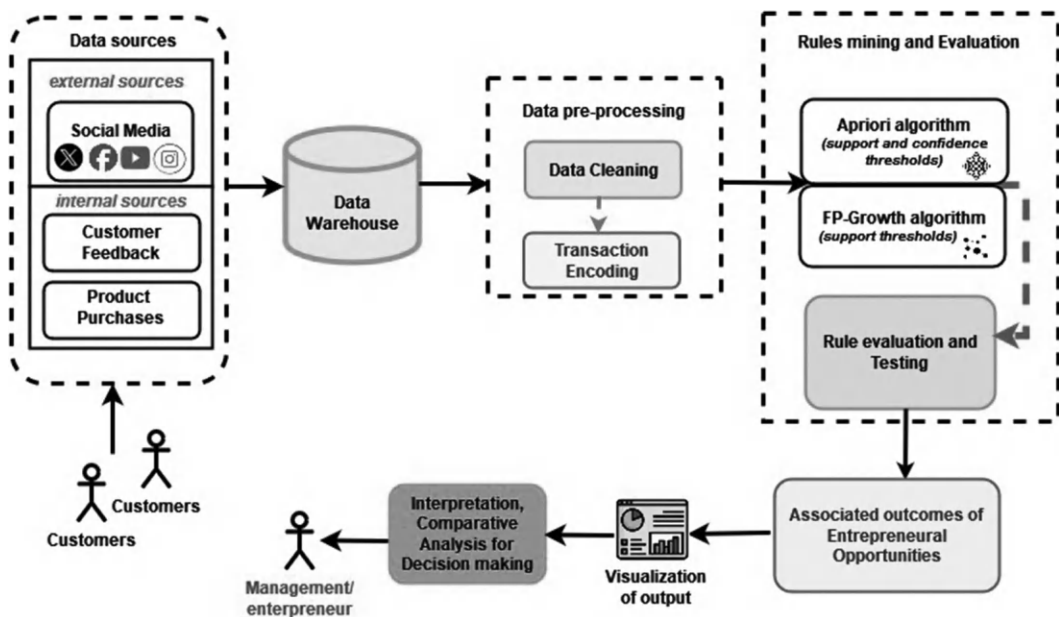 Data sources
external sources
Social Media
internal sources
Customer
Feedback
Product
Purchases
Customers
Customers
Data
Warehouse
Data pre-processing
Data Cleaning
Transaction
Encoding
Rules mining and Evaluation
Apriori algorithm
(support and confidence
thresholds)
FP-Growth algorithm
(support thresholds)
Rule evaluation and
Testing
Associated outcomes of
Entrepreneural
Opportunities
Visualization
of output
Interpretation,
Comparative
Analysis for
Decision making
Management/
enterpreneur